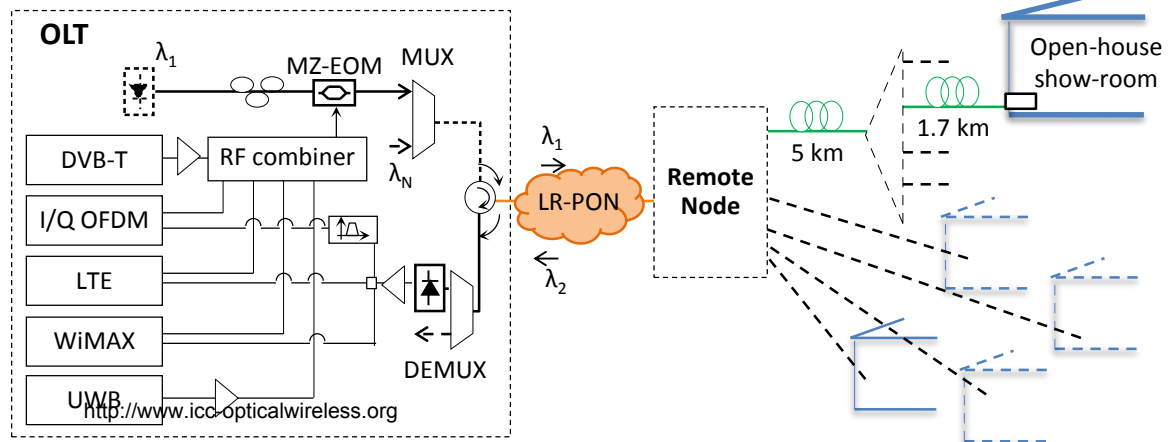 OLT
λ1
MZ-EOM
MUX
DVB-T
RF combiner
λN
I/Q OFDM
LTE
WiMAX
DEMUX
UWB
http://www.icc-opticalwireless.org
λ1
LR-PON
λ2
Remote
Node
5 km
1.7 km
Open-house
show-room